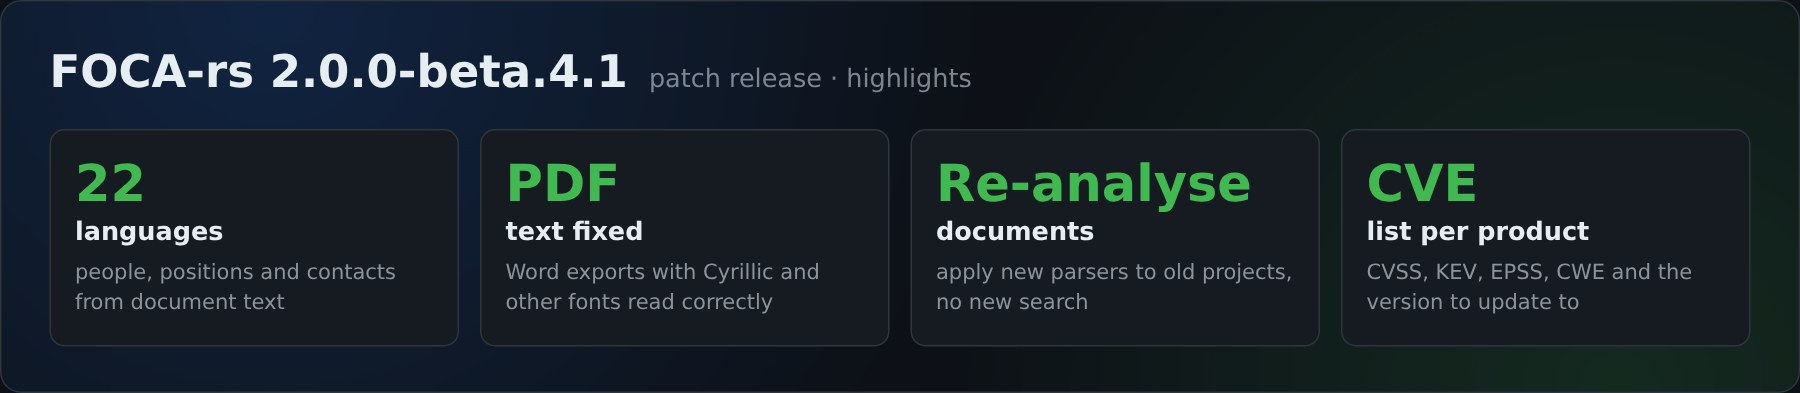 FOCA-rs 2.0.0-beta.4.1 patch release · highlights
22
languages
people, positions and contacts
from document text
PDF
text fixed
Word exports with Cyrillic and
other fonts read correctly
Re-analyse
documents
apply new parsers to old projects,
no new search
CVE
list per product
CVSS, KEV, EPSS, CWE and the
version to update to